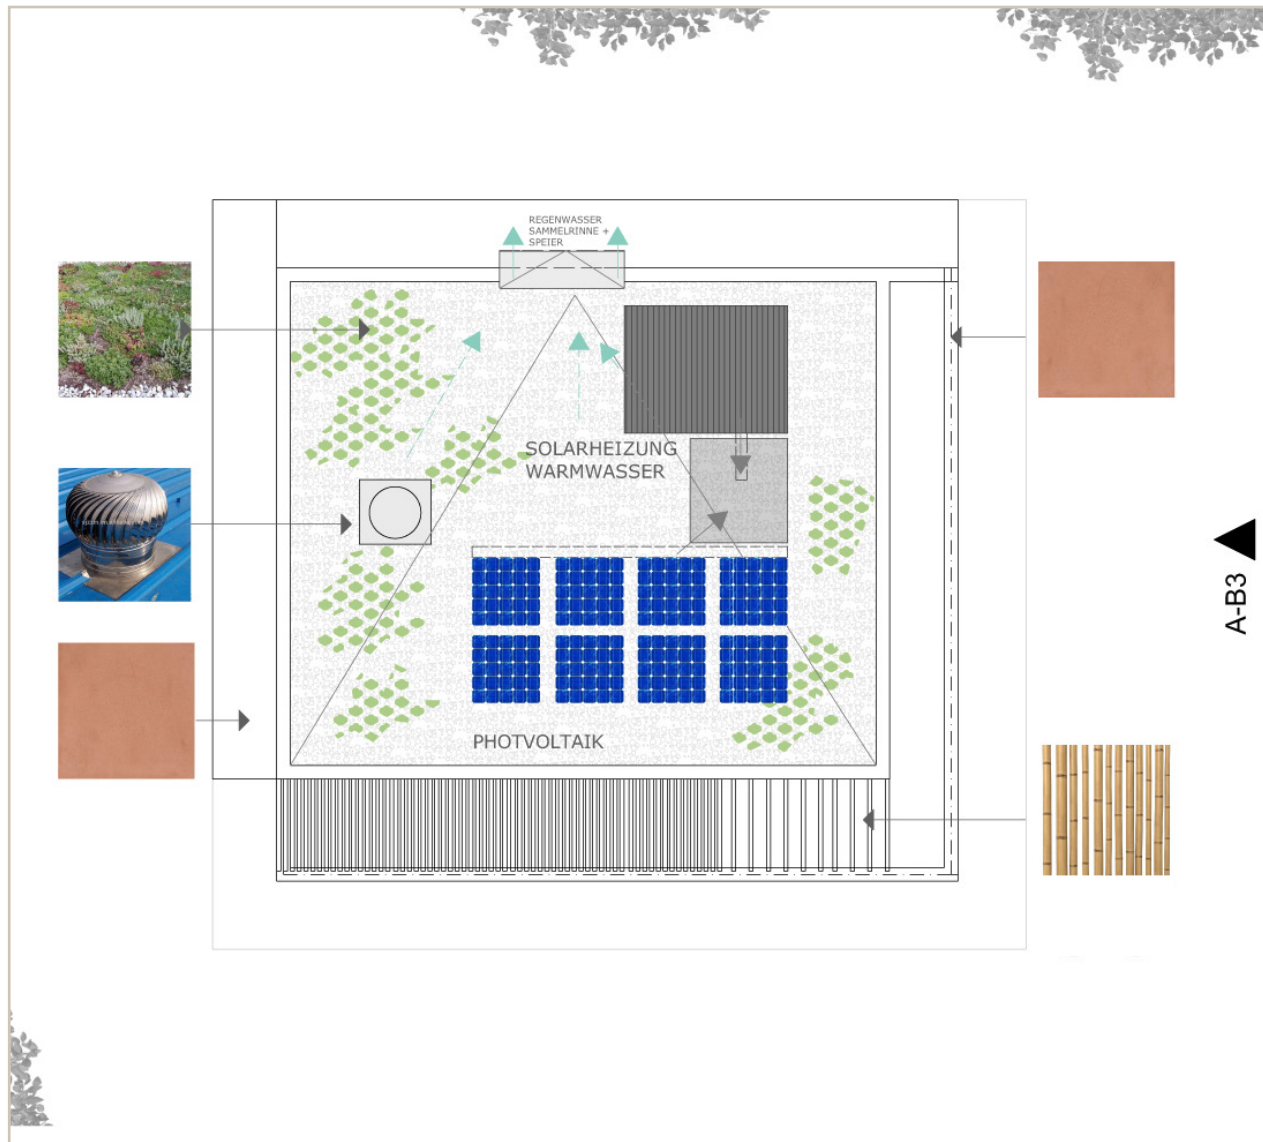 REGENWASSER
SAMMELRINNE +
SPEIER
SOLARHEIZUNG
WARMWASSER
PHOTVOLTAIK
A-B3